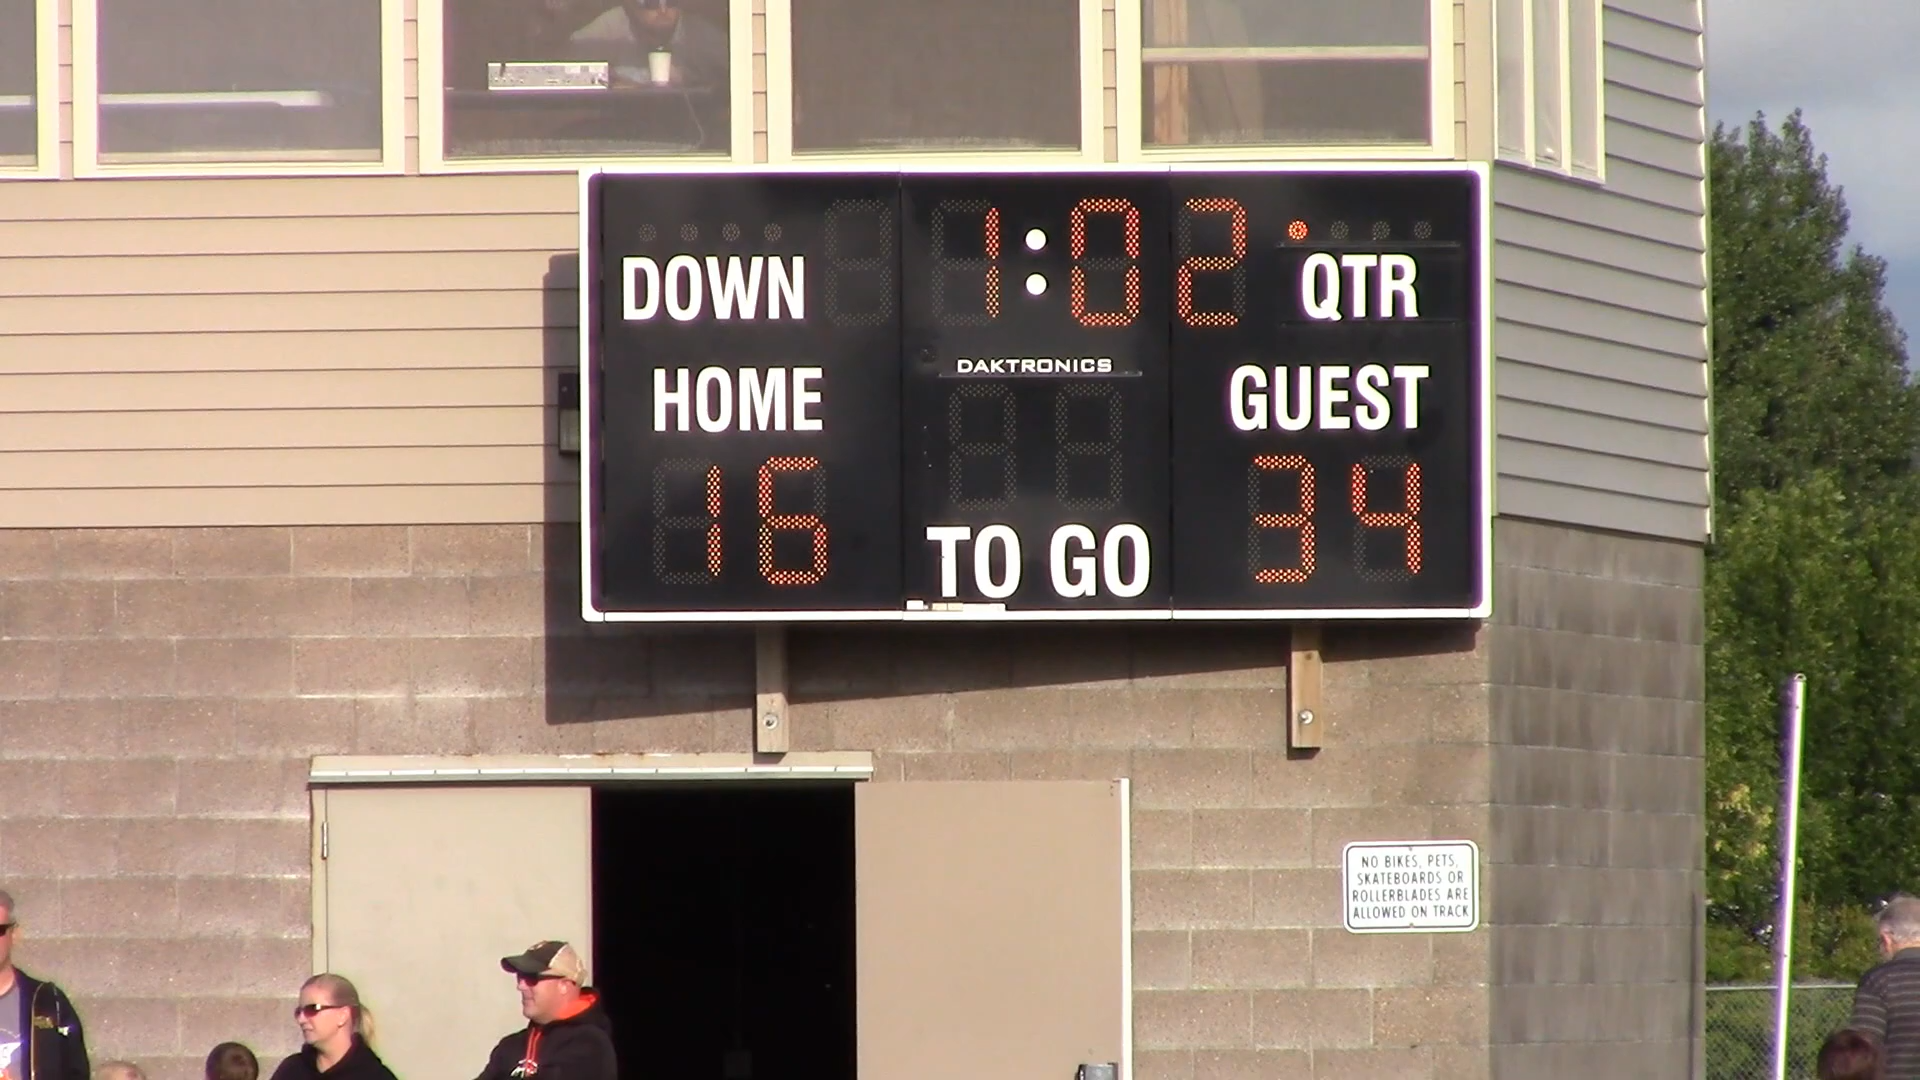 1:02
DOWN
QTR
DAKTRONICS
HOME
GUEST
16
34
TO GO
NO BIKES, PETS,
SKATEBOARDS OR
ROLLERBLADES ARE
ALLOWED ON TRACK